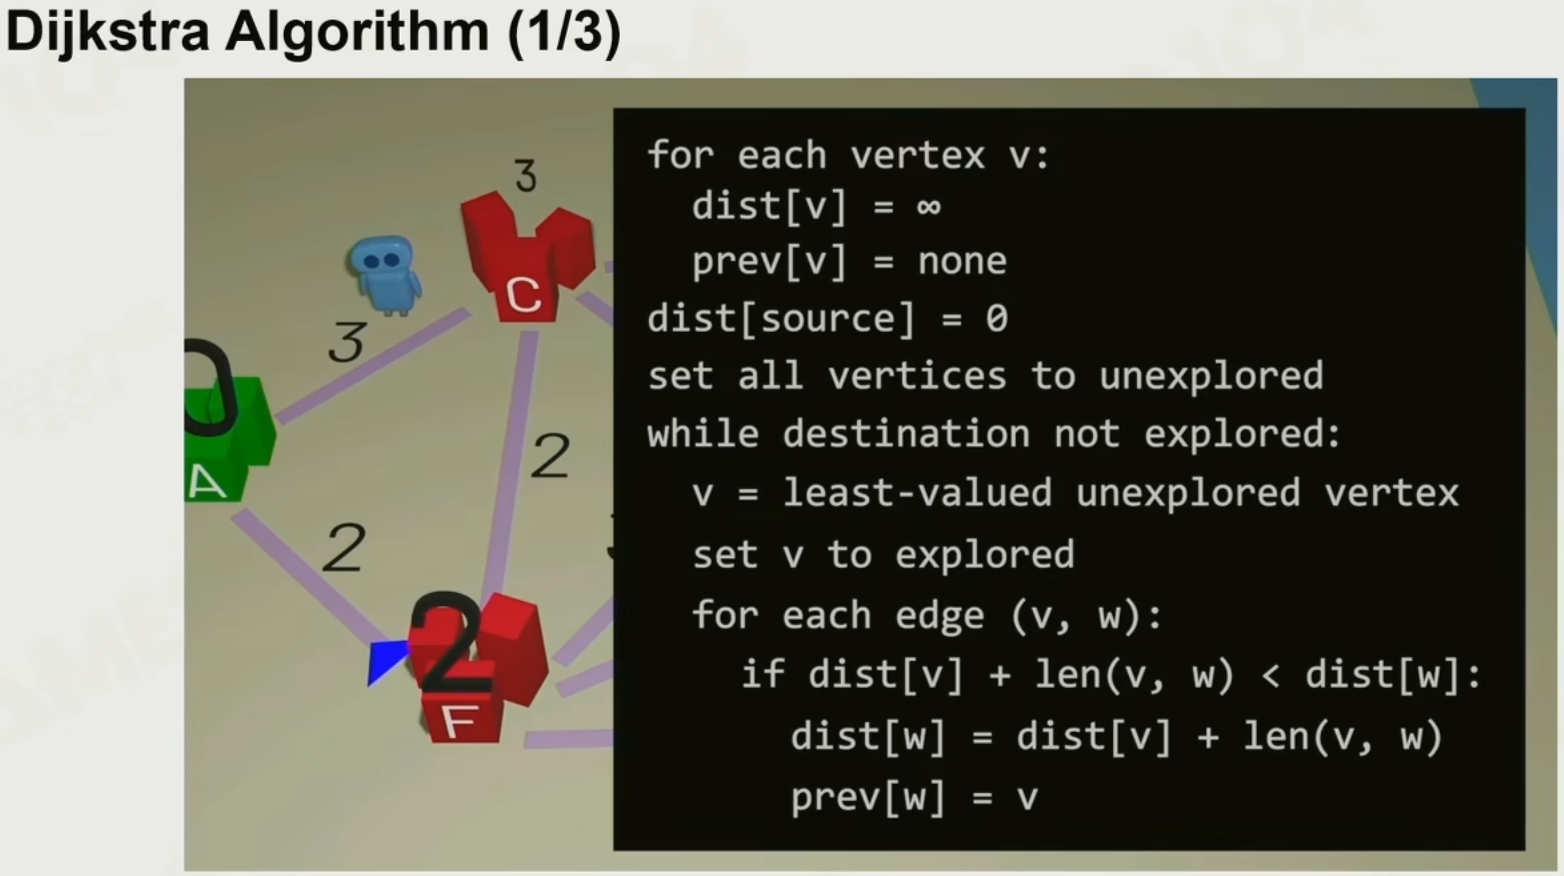 Dijkstra Algorithm (1/3)
3
C
3
0
A
2
2
2
F
for each vertex v:
dist[v] = ∞
prev[v] = none
dist[source] = 0
set all vertices to unexplored
while destination not explored:
v = least-valued unexplored vertex
set v to explored
for each edge (v, w):
if dist[v] + len(v, w) < dist[w]:
dist[w] = dist[v] + len(v, w)
prev[w] = v